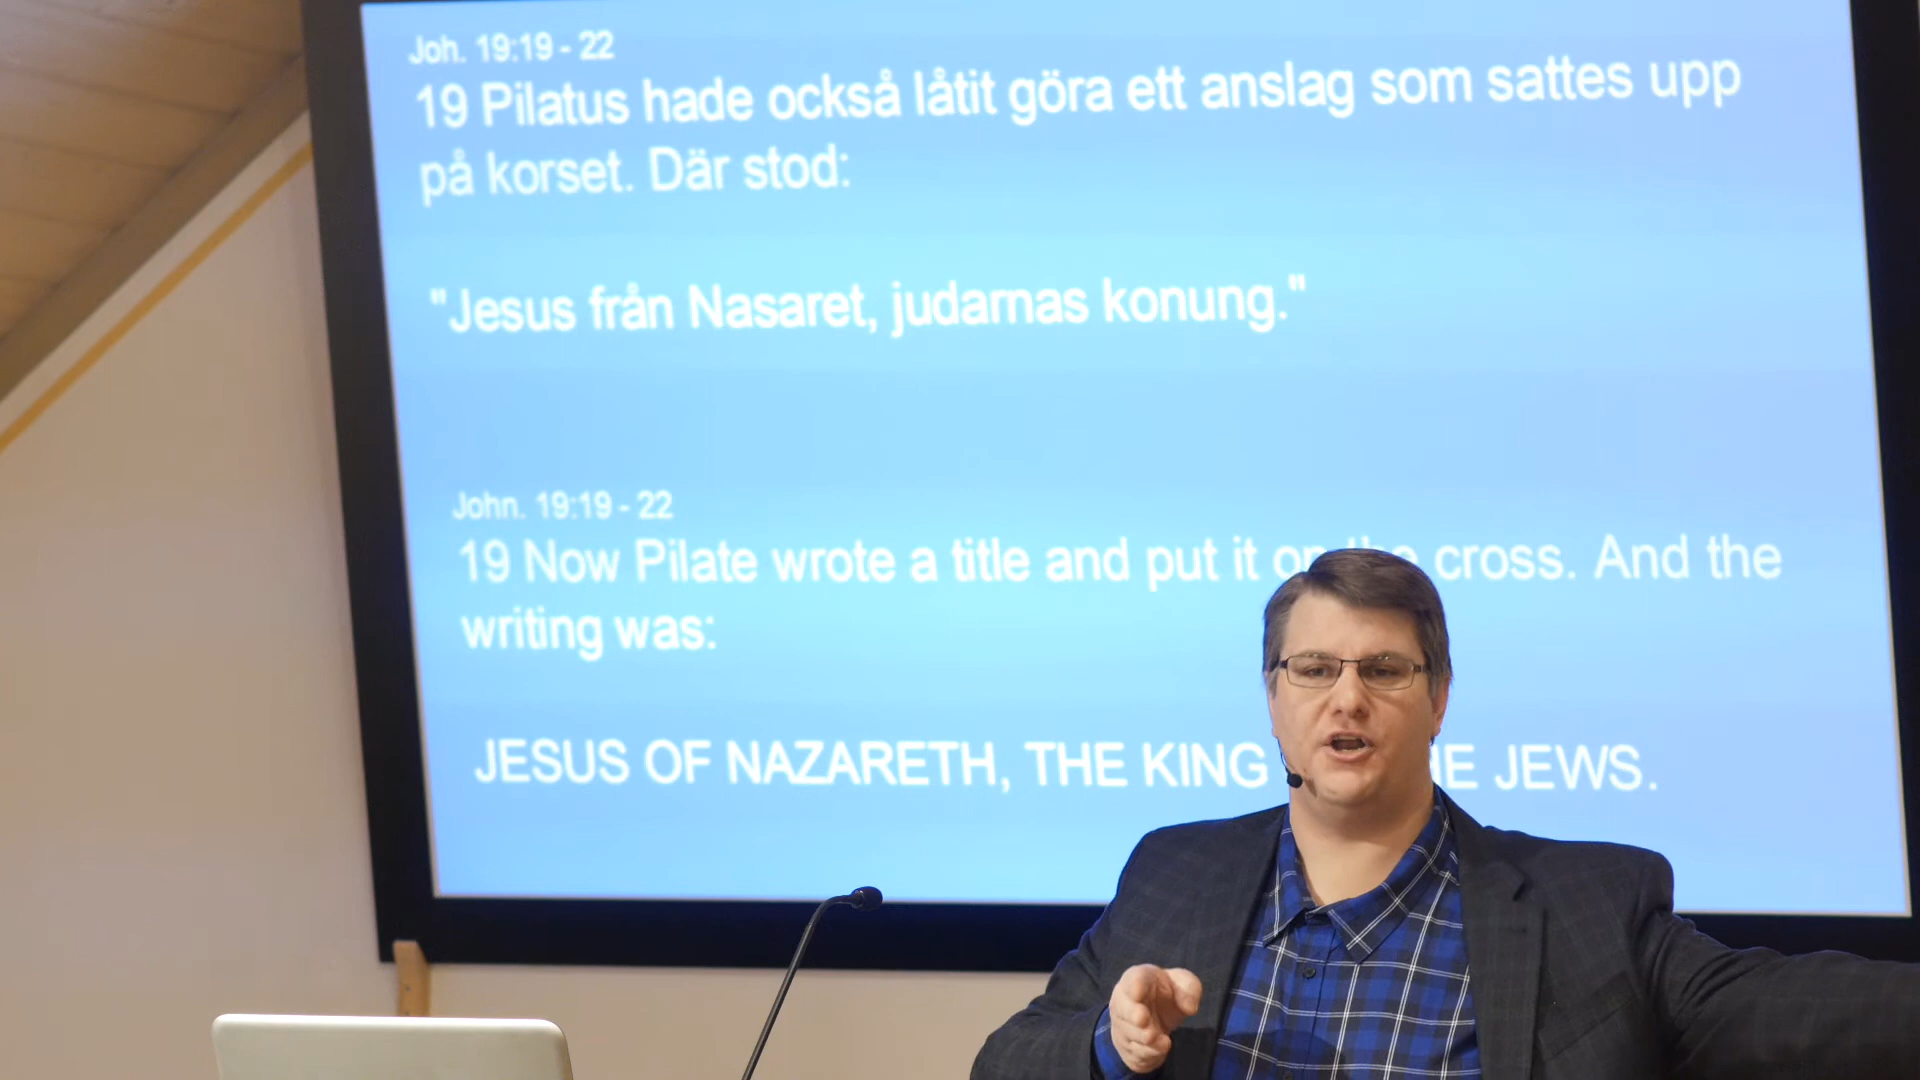 Joh. 19:19 - 22
19 Pilatus hade också låtit göra ett anslag som sattes upp
på korset. Där stod:
"Jesus från Nasaret, judarnas konung."
John. 19:19 - 22
19 Now Pilate wrote a title and put it on the cross. And the
writing was:
JESUS OF NAZARETH, THE KING JEWS.